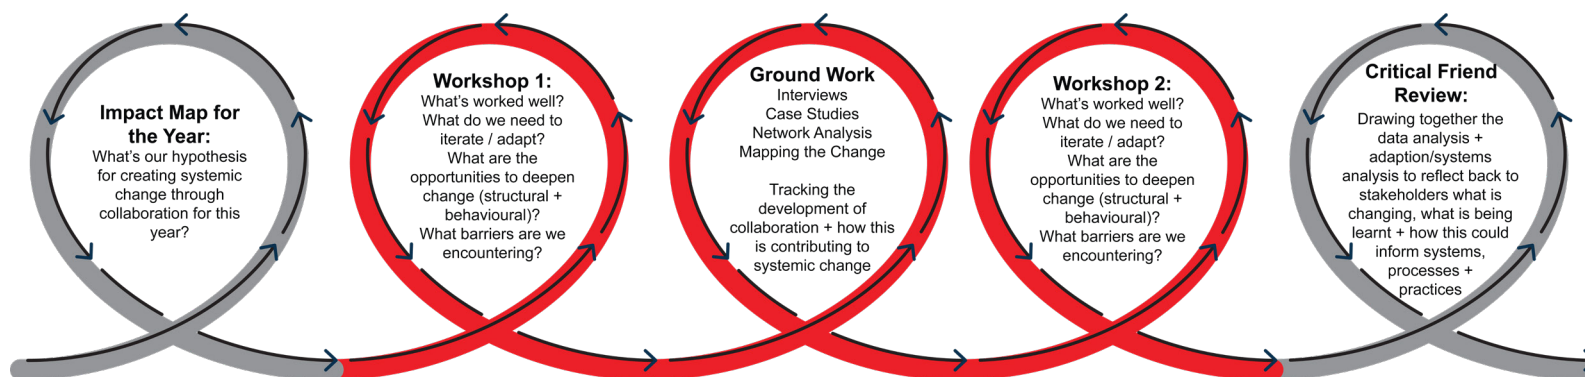 Impact Map for
the Year:
What's our hypothesis
for creating systemic
change through
collaboration for this
year?
Workshop 1:
What's worked well?
What do we need to
iterate / adapt?
What are the
opportunities to deepen
change (structural +
behavioural)?
What barriers are we
encountering?
Ground Work
Interviews
Case Studies
Network Analysis
Mapping the Change
Tracking the
development of
collaboration + how this
is contributing to
systemic change
Workshop 2:
What's worked well?
What do we need to
iterate / adapt?
What are the
opportunities to deepen
change (structural +
behavioural)?
What barriers are we
encountering?
Critical Friend
Review:
Drawing together the
data analysis +
adaption/systems
analysis to reflect back to
stakeholders what is
changing, what is being
learnt + how this could
inform systems,
processes +
practices